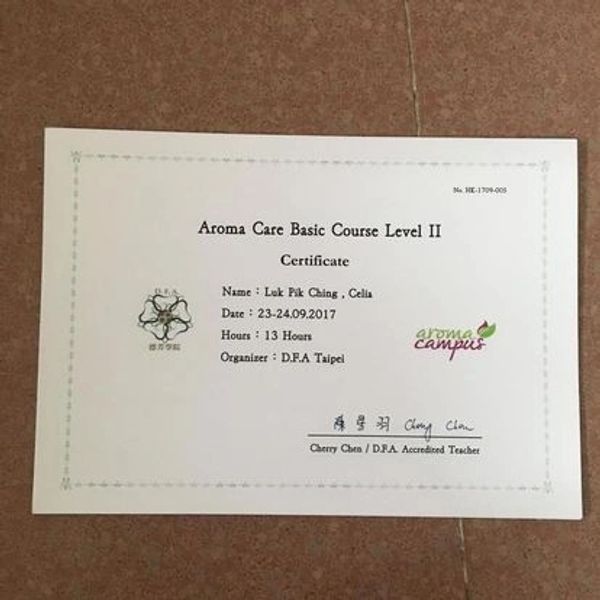 No. HK-1709-005
Aroma Care Basic Course Level II
Certificate
D.F.A.
Name : Luk Pik Ching , Celia
Date : 23-24.09.2017
Hours : 13 Hours
Organizer : D.F.A Taipei
aroma
campus
Cherry Chen / D.F.A. Accredited Teacher